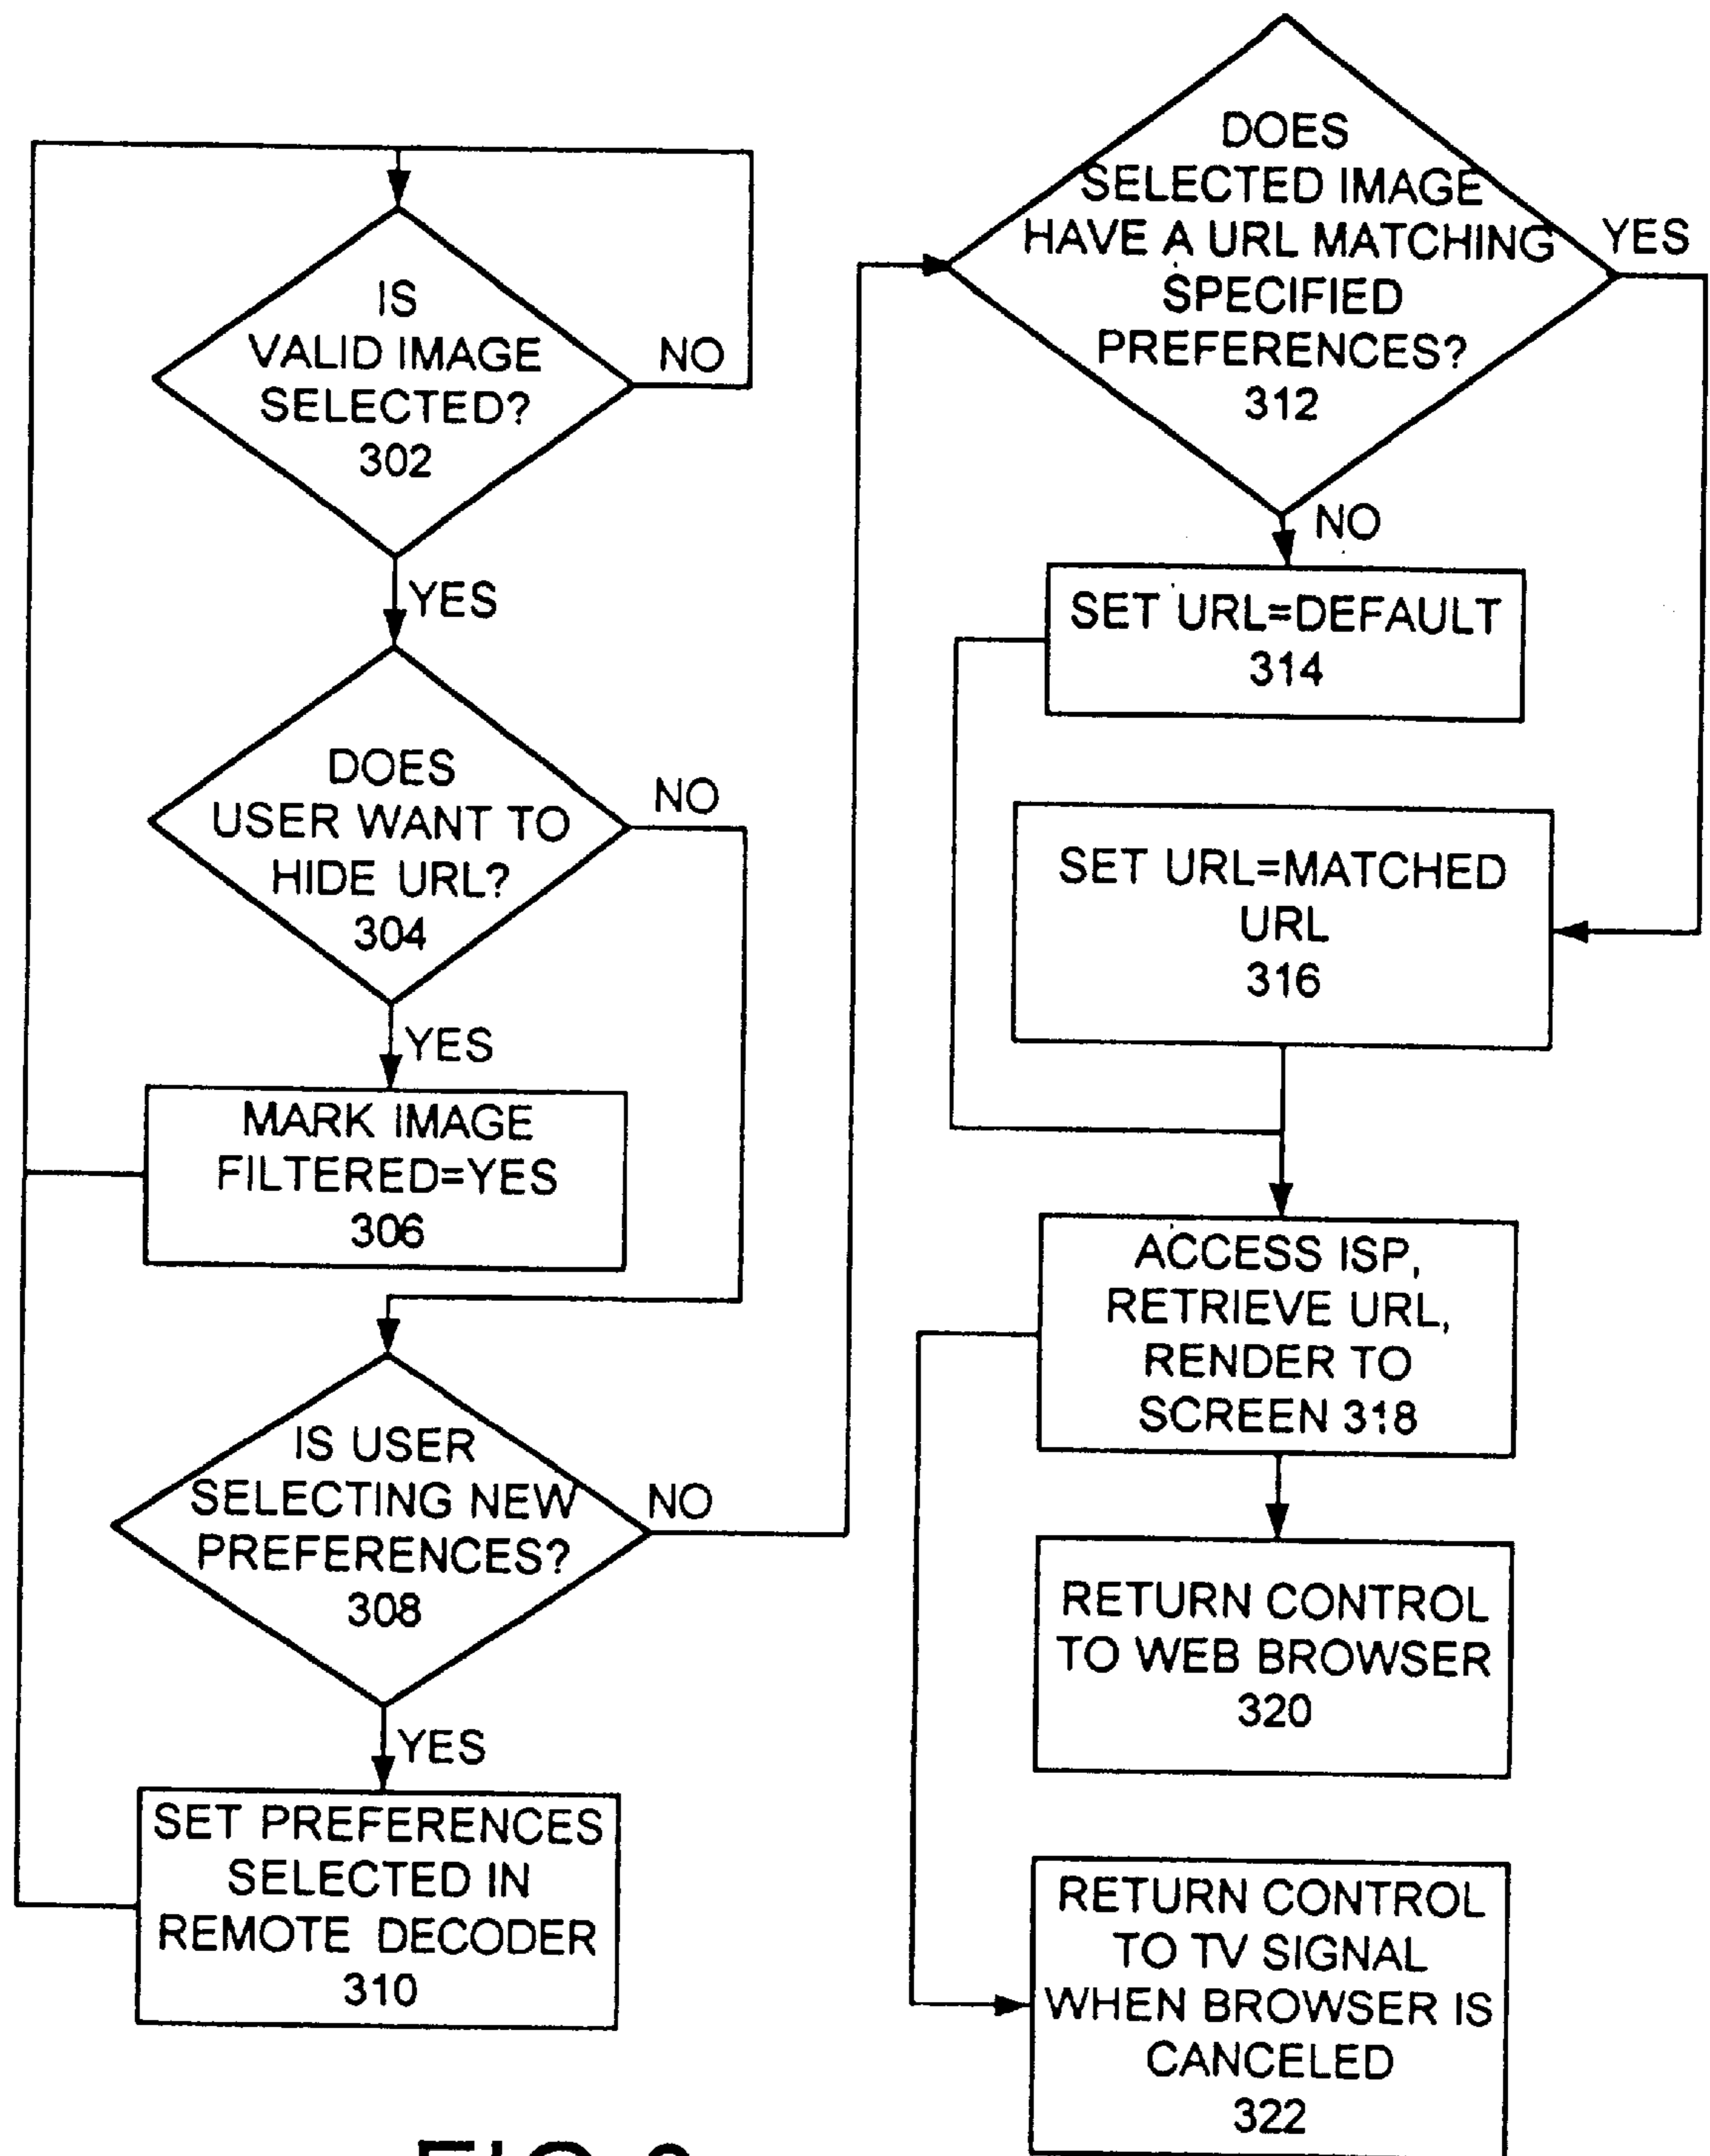 IS
VALID IMAGE
SELECTED?
302
NO
YES
DOES
USER WANT TO
HIDE URL?
304
NO
YES
MARK IMAGE
FILTERED=YES
306
IS USER
SELECTING NEW
PREFERENCES?
308
NO
YES
SET PREFERENCES
SELECTED IN
REMOTE DECODER
310
DOES
SELECTED IMAGE
HAVE A URL MATCHING
SPECIFIED
PREFERENCES?
312
YES
NO
SET URL=DEFAULT
314
SET URL=MATCHED
URL
316
ACCESS ISP,
RETRIEVE URL,
RENDER TO
SCREEN 318
RETURN CONTROL
TO WEB BROWSER
320
RETURN CONTROL
TO TV SIGNAL
WHEN BROWSER IS
CANCELED
322